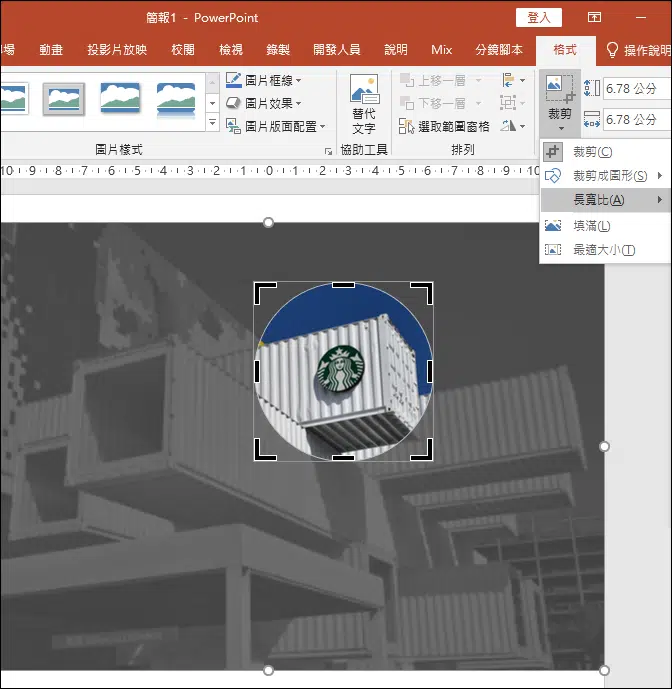 簡報1 - PowerPoint
登入
場 動畫 投影片放映 校閱 檢視 錄製 開發人員 說明 Mix 分鏡腳本 格式 操作說明
圖片框線
圖片效果
圖片版面配置
圖片樣式
替代
文字
協助工具
上移一層
下移一層
選取範圍窗格
排列
裁剪
6.78 公分
6.78 公分
10 9 8 7 6 5 4 3 2 1 0 1 2 3 4 5 6 7 8 9 10
裁剪(C)
裁剪成圖形(S)
長寬比(A)
填滿(L)
最適大小(T)